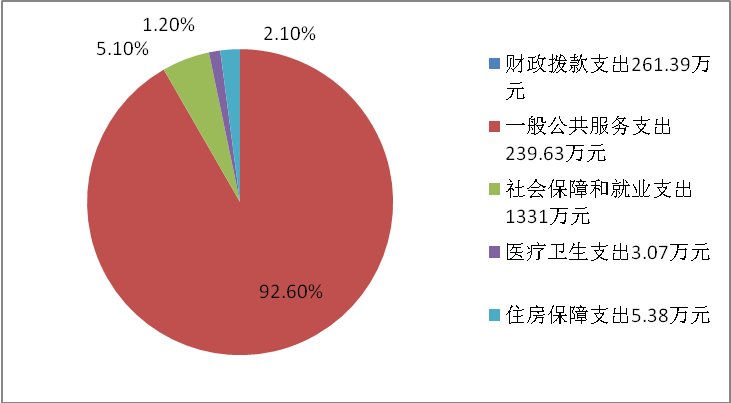 1.20%
2.10%
5.10%
92.60%
财政拨款支出261.39万
元
一般公共服务支出
239.63万元
社会保障和就业支出
1331万元
医疗卫生支出3.07万元
住房保障支出5.38万元